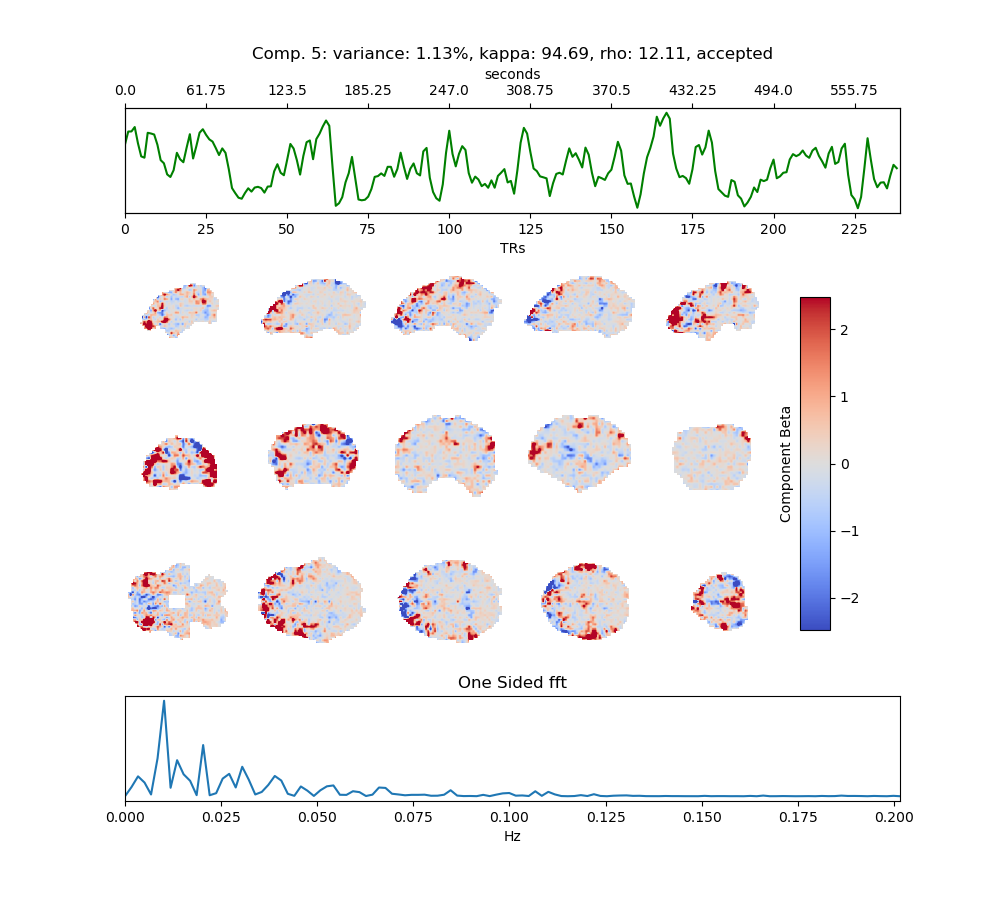 Comp. 5: variance: 1.13%, kappa: 94.69, rho: 12.11, accepted
seconds
0.0 61.75 123.5 185.25 247.0 308.75 370.5 432.25 494.0 555.75
0 25 50 75 100 125 150 175 200 225
TRs
2
1
0
−1
−2
Component Beta
One Sided fft
0.000 0.025 0.050 0.075 0.100 0.125 0.150 0.175 0.200
Hz